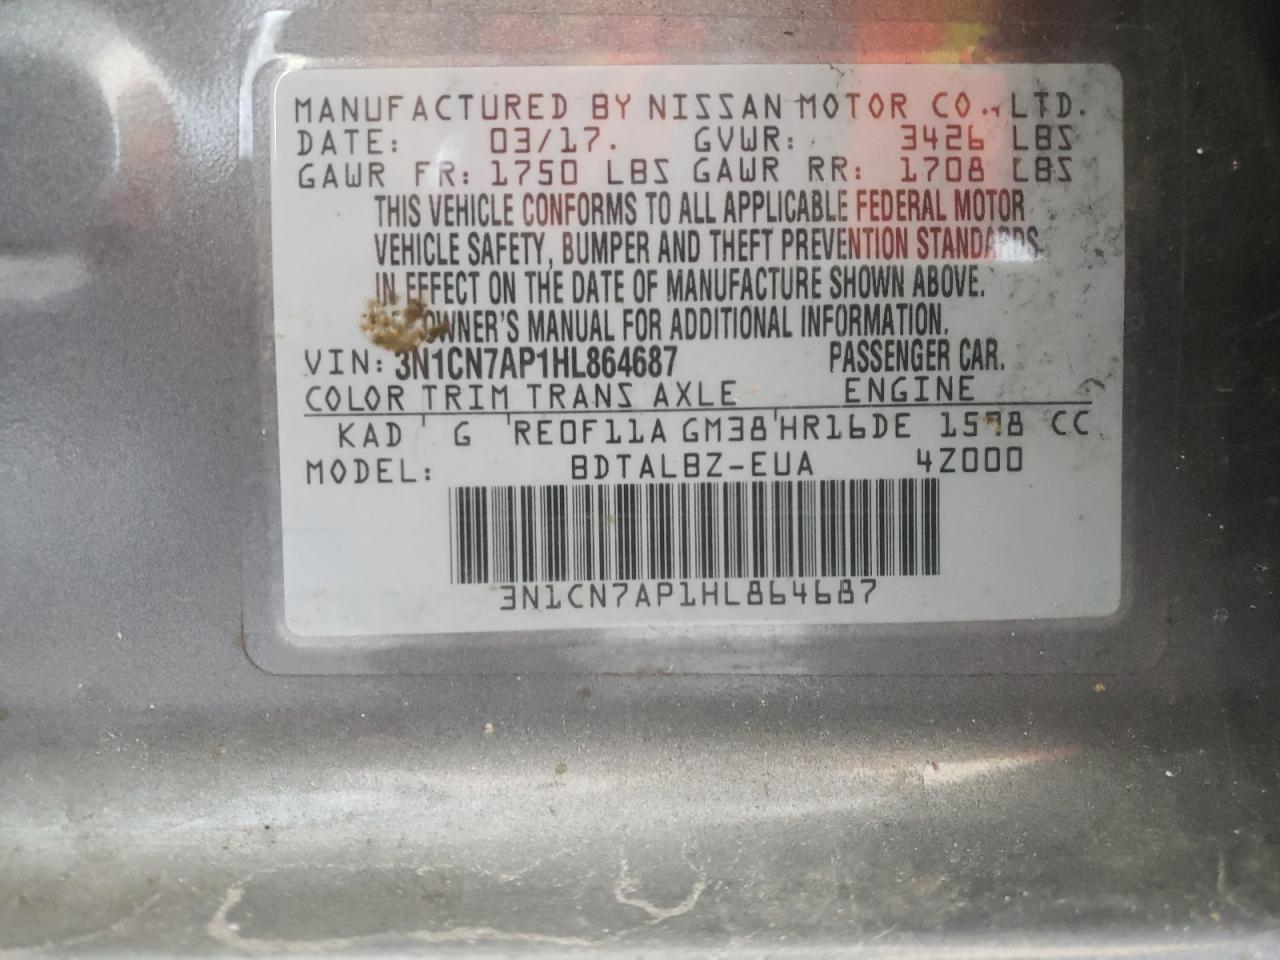 MANUFACTURED BY NISSAN MOTOR CO., LTD.
DATE: 03/17. GVWR: 3426 LBS
GAWR FR: 1750 LBS GAWR RR: 1708 LBS
THIS VEHICLE CONFORMS TO ALL APPLICABLE FEDERAL MOTOR
VEHICLE SAFETY, BUMPER AND THEFT PREVENTION STANDARDS
IN EFFECT ON THE DATE OF MANUFACTURE SHOWN ABOVE.
OWNER'S MANUAL FOR ADDITIONAL INFORMATION.
VIN: 3N1CN7AP1HL864687 PASSENGER CAR.
COLOR TRIM TRANS AXLE ENGINE
KAD G RE0F11A GM38 HR16DE 1598 CC
MODEL: BDTALBZ-EUA 4Z000
3N1CN7AP1HL864687